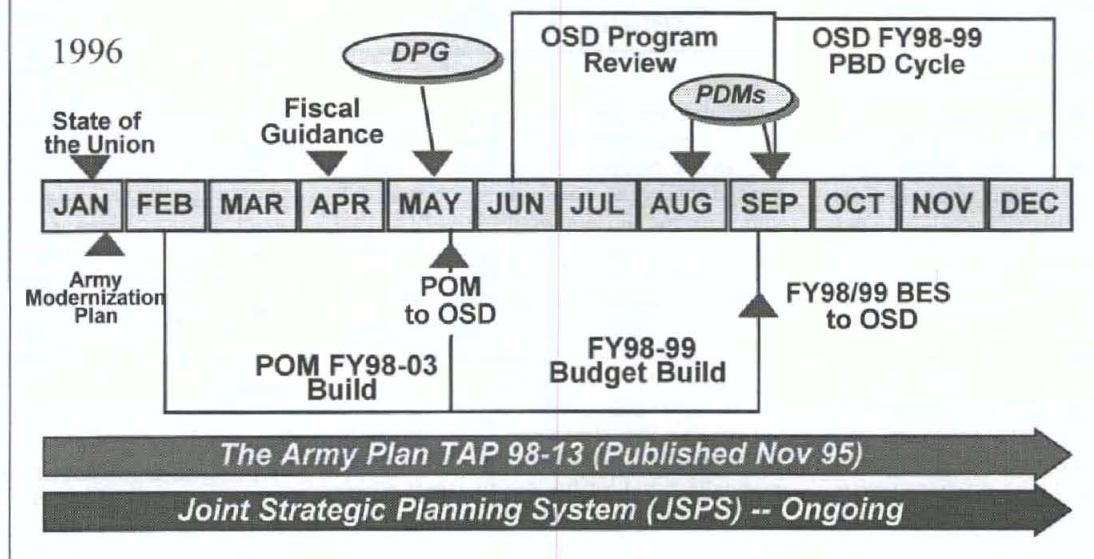 1996
DPG
OSD Program
Review
OSD FY98-99
PBD Cycle
PDMs
State of
the Union
Fiscal
Guidance
JAN FEB MAR APR MAY JUN JUL AUG SEP OCT NOV DEC
Army
Modernization
Plan
POM
to OSD
FY98/99 BES
to OSD
POM FY98-03
Build
FY98-99
Budget Build
The Army Plan TAP 98-13 (Published Nov 95)
Joint Strategic Planning System (JSPS) -- Ongoing